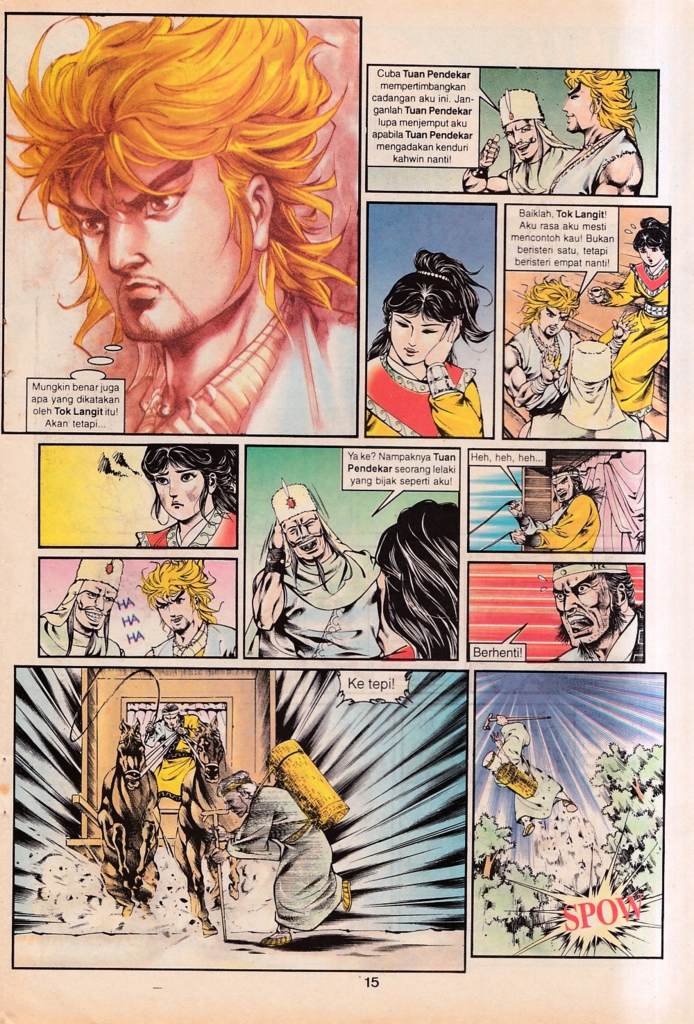 Mungkin benar juga
apa yang dikatakan
oleh Tok Langit itu!
Akan tetapi...
Cuba Tuan Pendekar
mempertimbangkan
cadangan aku ini. Jan-
ganlah Tuan Pendekar
lupa menjemput aku
apabila Tuan Pendekar
mengadakan kenduri
kahwin nanti!
Baiklah, Tok Langit!
Aku rasa aku mesti
mencontoh kau! Bukan
beristeri satu, tetapi
beristeri empat nanti!
HA
HA
HA
Ya ke? Nampaknya Tuan
Pendekar seorang lelaki
yang bijak seperti aku!
Heh, heh, heh...
Berhenti!
Ke tepi!
SPOW
15